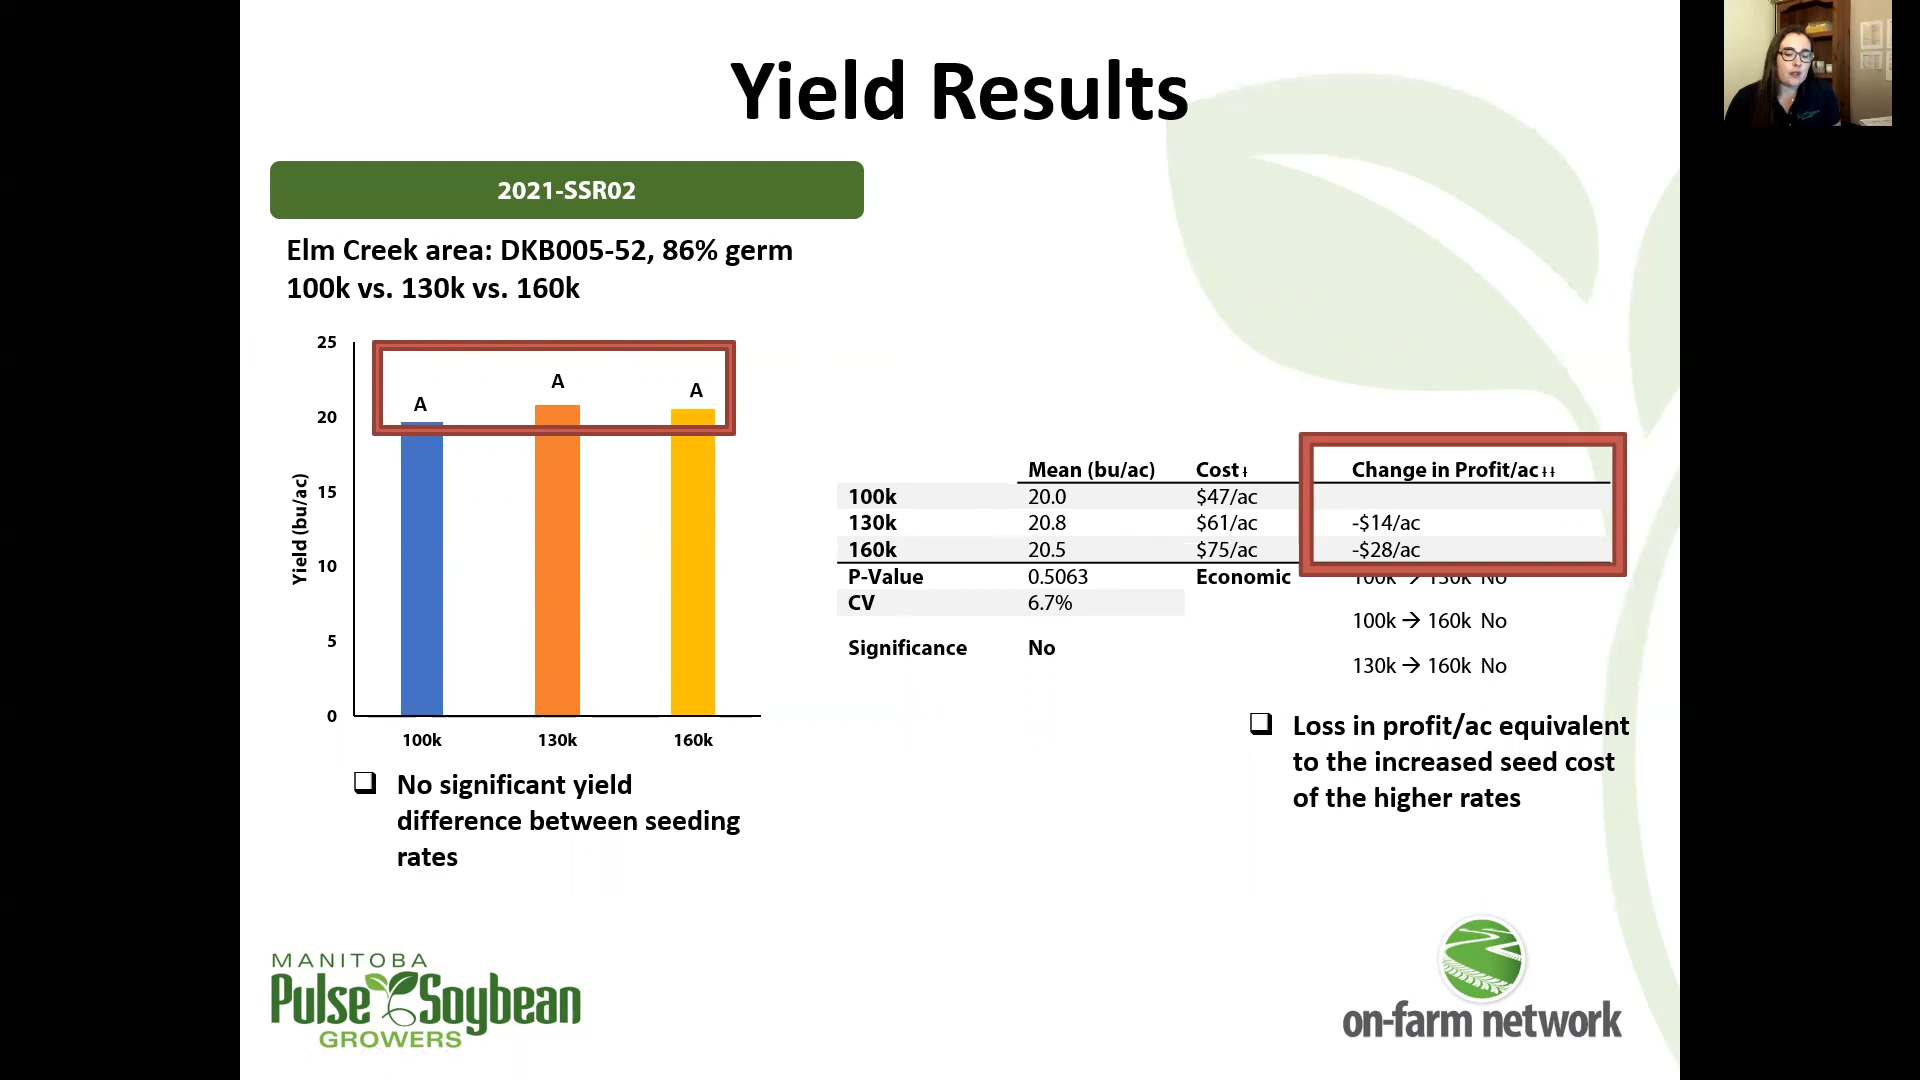 Yield Results
2021-SSR02
Elm Creek area: DKB005-52, 86% germ
100k vs. 130k vs. 160k
25
20
15
10
5
0
Yield (bu/ac)
A
A
A
100k
130k
160k
No significant yield
difference between seeding
rates
Mean (bu/ac) Cost ƚ Change in Profit/ac ƚƚ
100k 20.0 $47/ac
130k 20.8 $61/ac -$14/ac
160k 20.5 $75/ac -$28/ac
P-Value 0.5063 Economic 100k → 130k No
CV 6.7%
100k → 160k No
Significance No
130k → 160k No
Loss in profit/ac equivalent
to the increased seed cost
of the higher rates
MANITOBA
Pulse Soybean
GROWERS
on-farm network